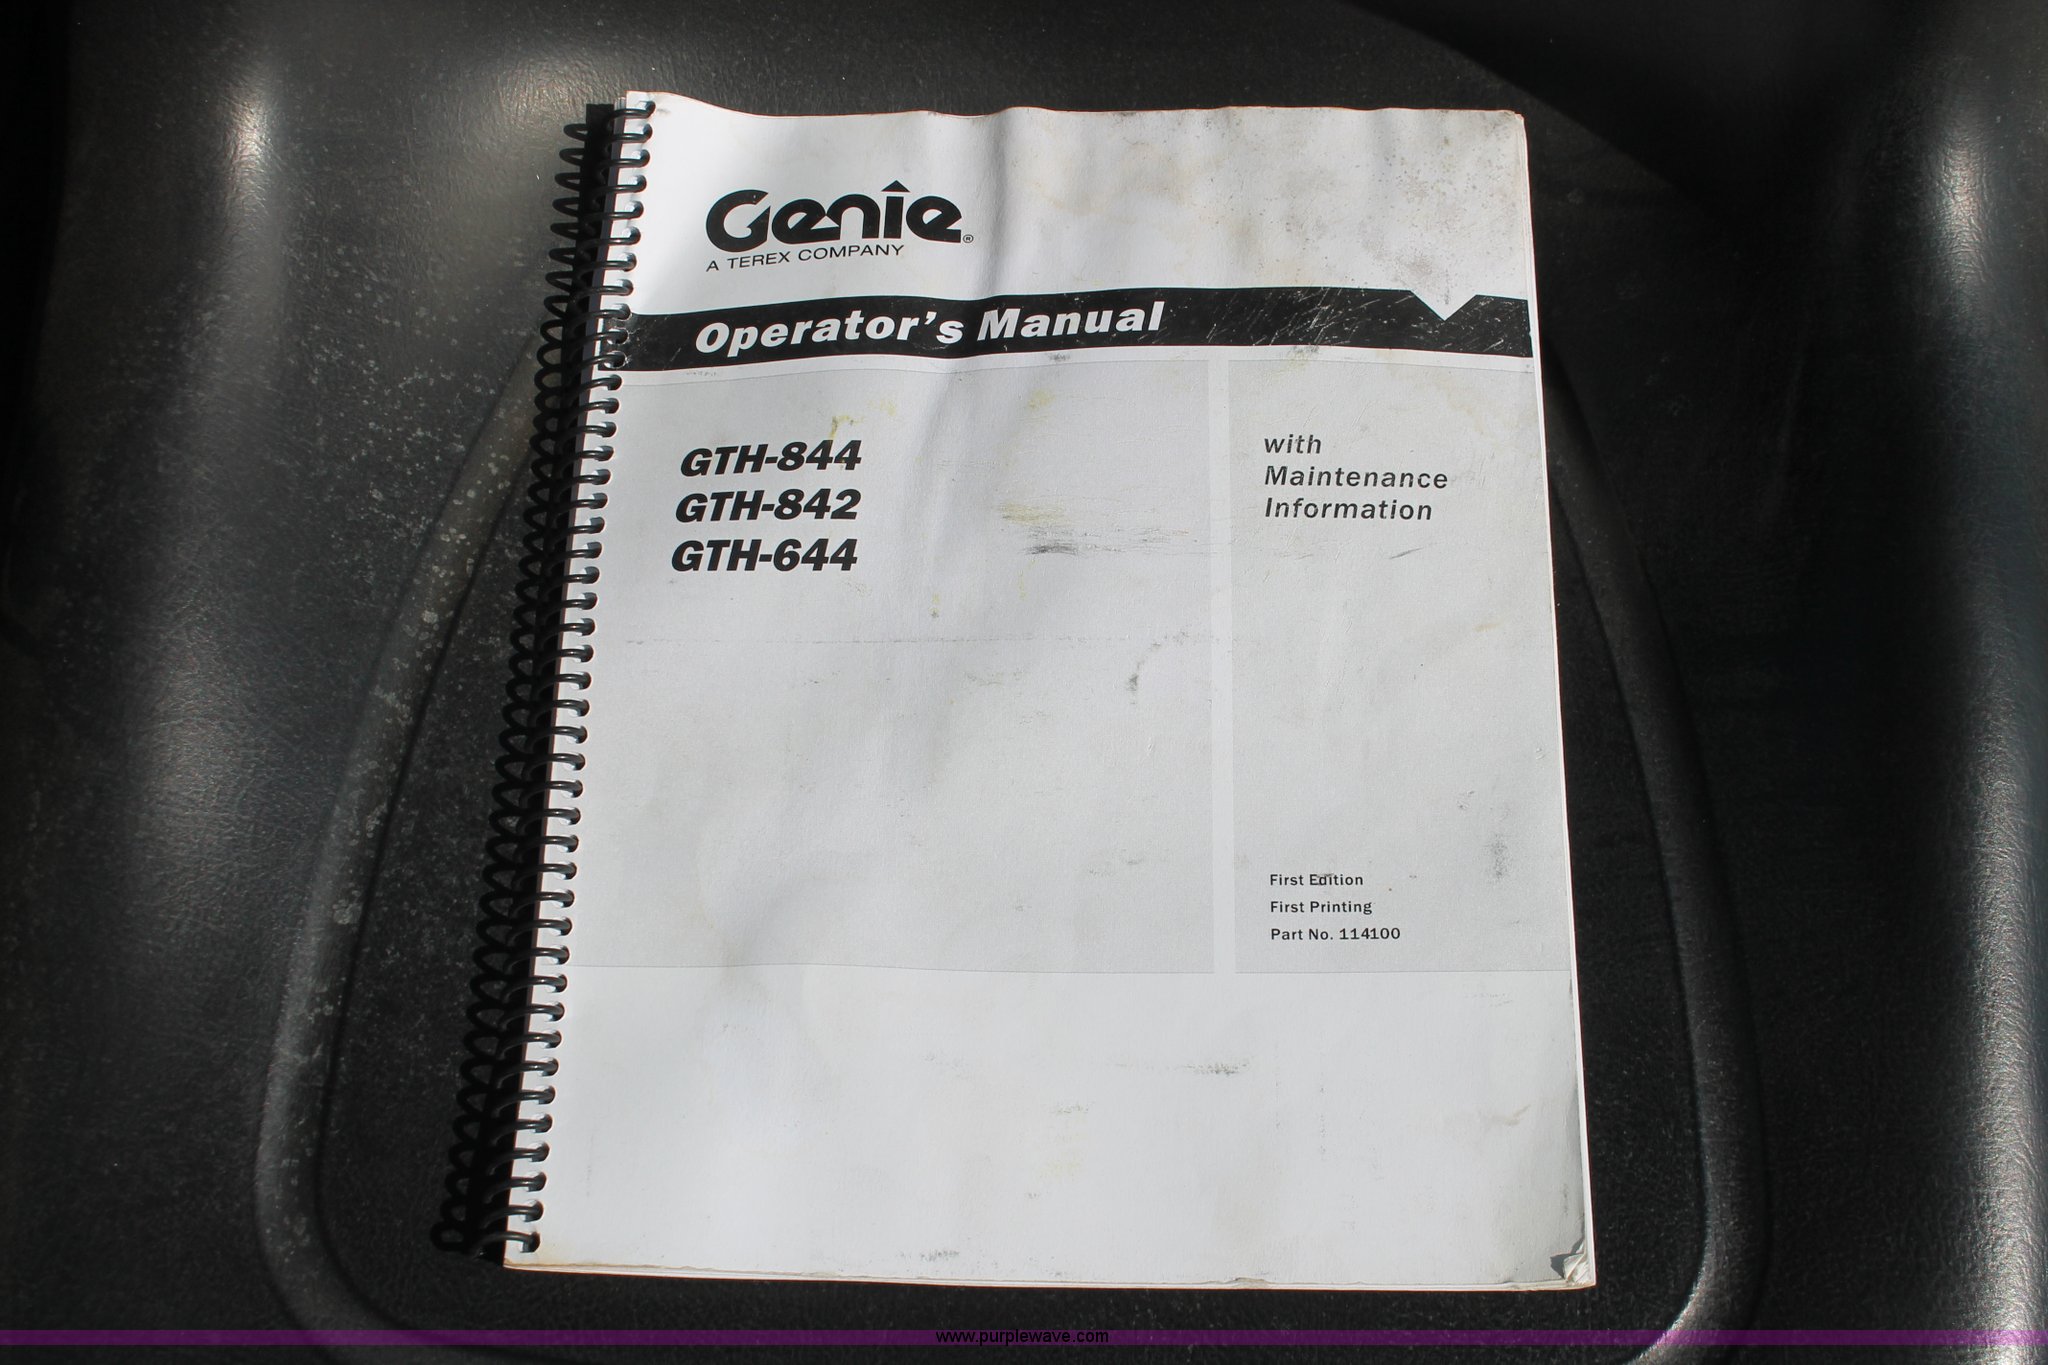 Genie®
A TEREX COMPANY
Operator's Manual
GTH-844
GTH-842
GTH-644
with
Maintenance
Information
First Edition
First Printing
Part No. 114100
www.purplewave.com